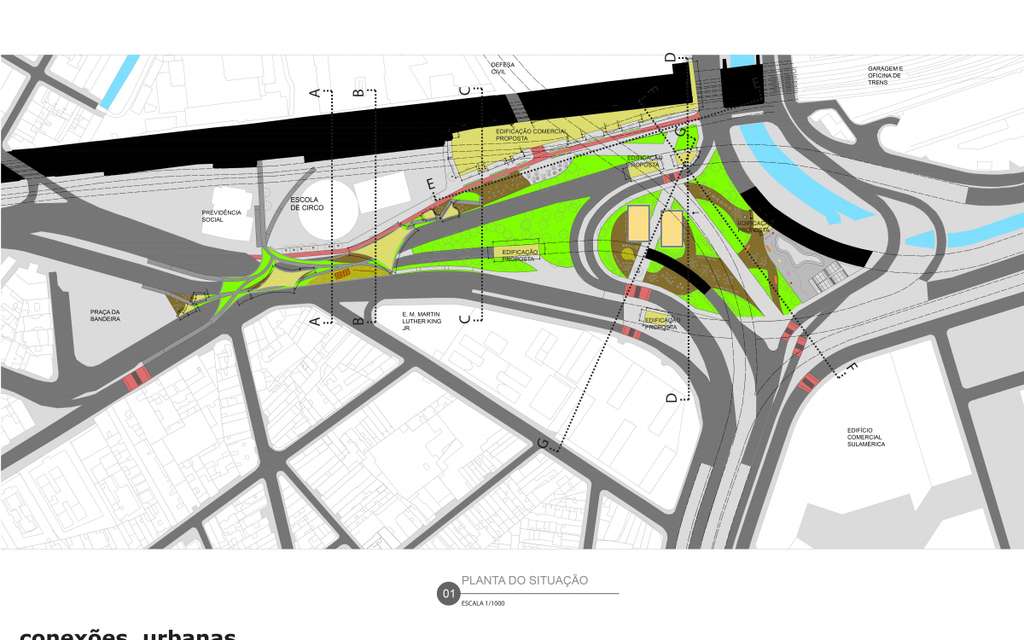 DEFESA
CIVIL
D
GARAGEM E
OFICINA DE
TRENS
A
B
C
F
E
EDIFICAÇÃO COMERCIAL
PROPOSTA
G
EDIFICAÇÃO
PROPOSTA
E
ESCOLA
DE CIRCO
PREVIDÊNCIA
SOCIAL
EDIFICAÇÃO
PROPOSTA
EDIFICAÇÃO
PROPOSTA
PRAÇA DA
BANDEIRA
A
B
C
E. M. MARTIN
LUTHER KING
JR.
EDIFICAÇÃO
PROPOSTA
F
D
G
EDIFÍCIO
COMERCIAL
SULAMÉRICA
01
PLANTA DO SITUAÇÃO
ESCALA 1/1000
conexões urbanas